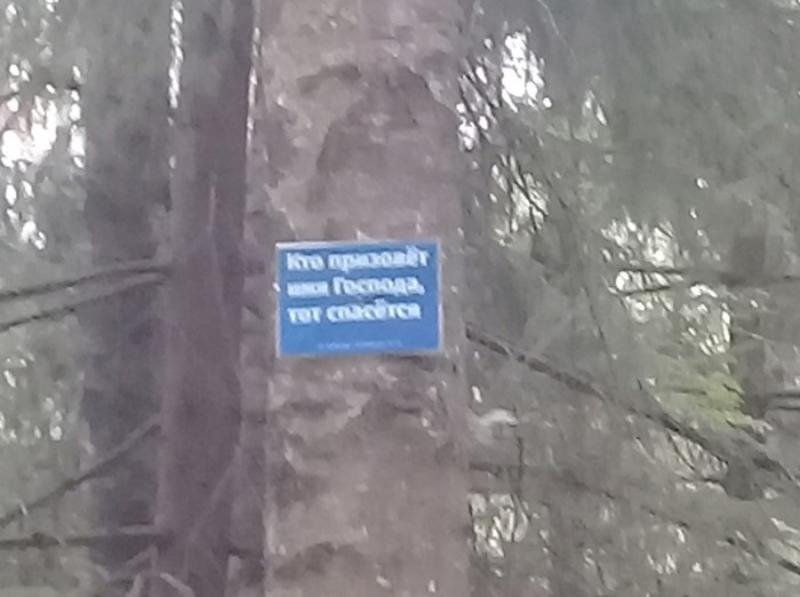 Кто призовёт
имя Господа,
тот спасётся